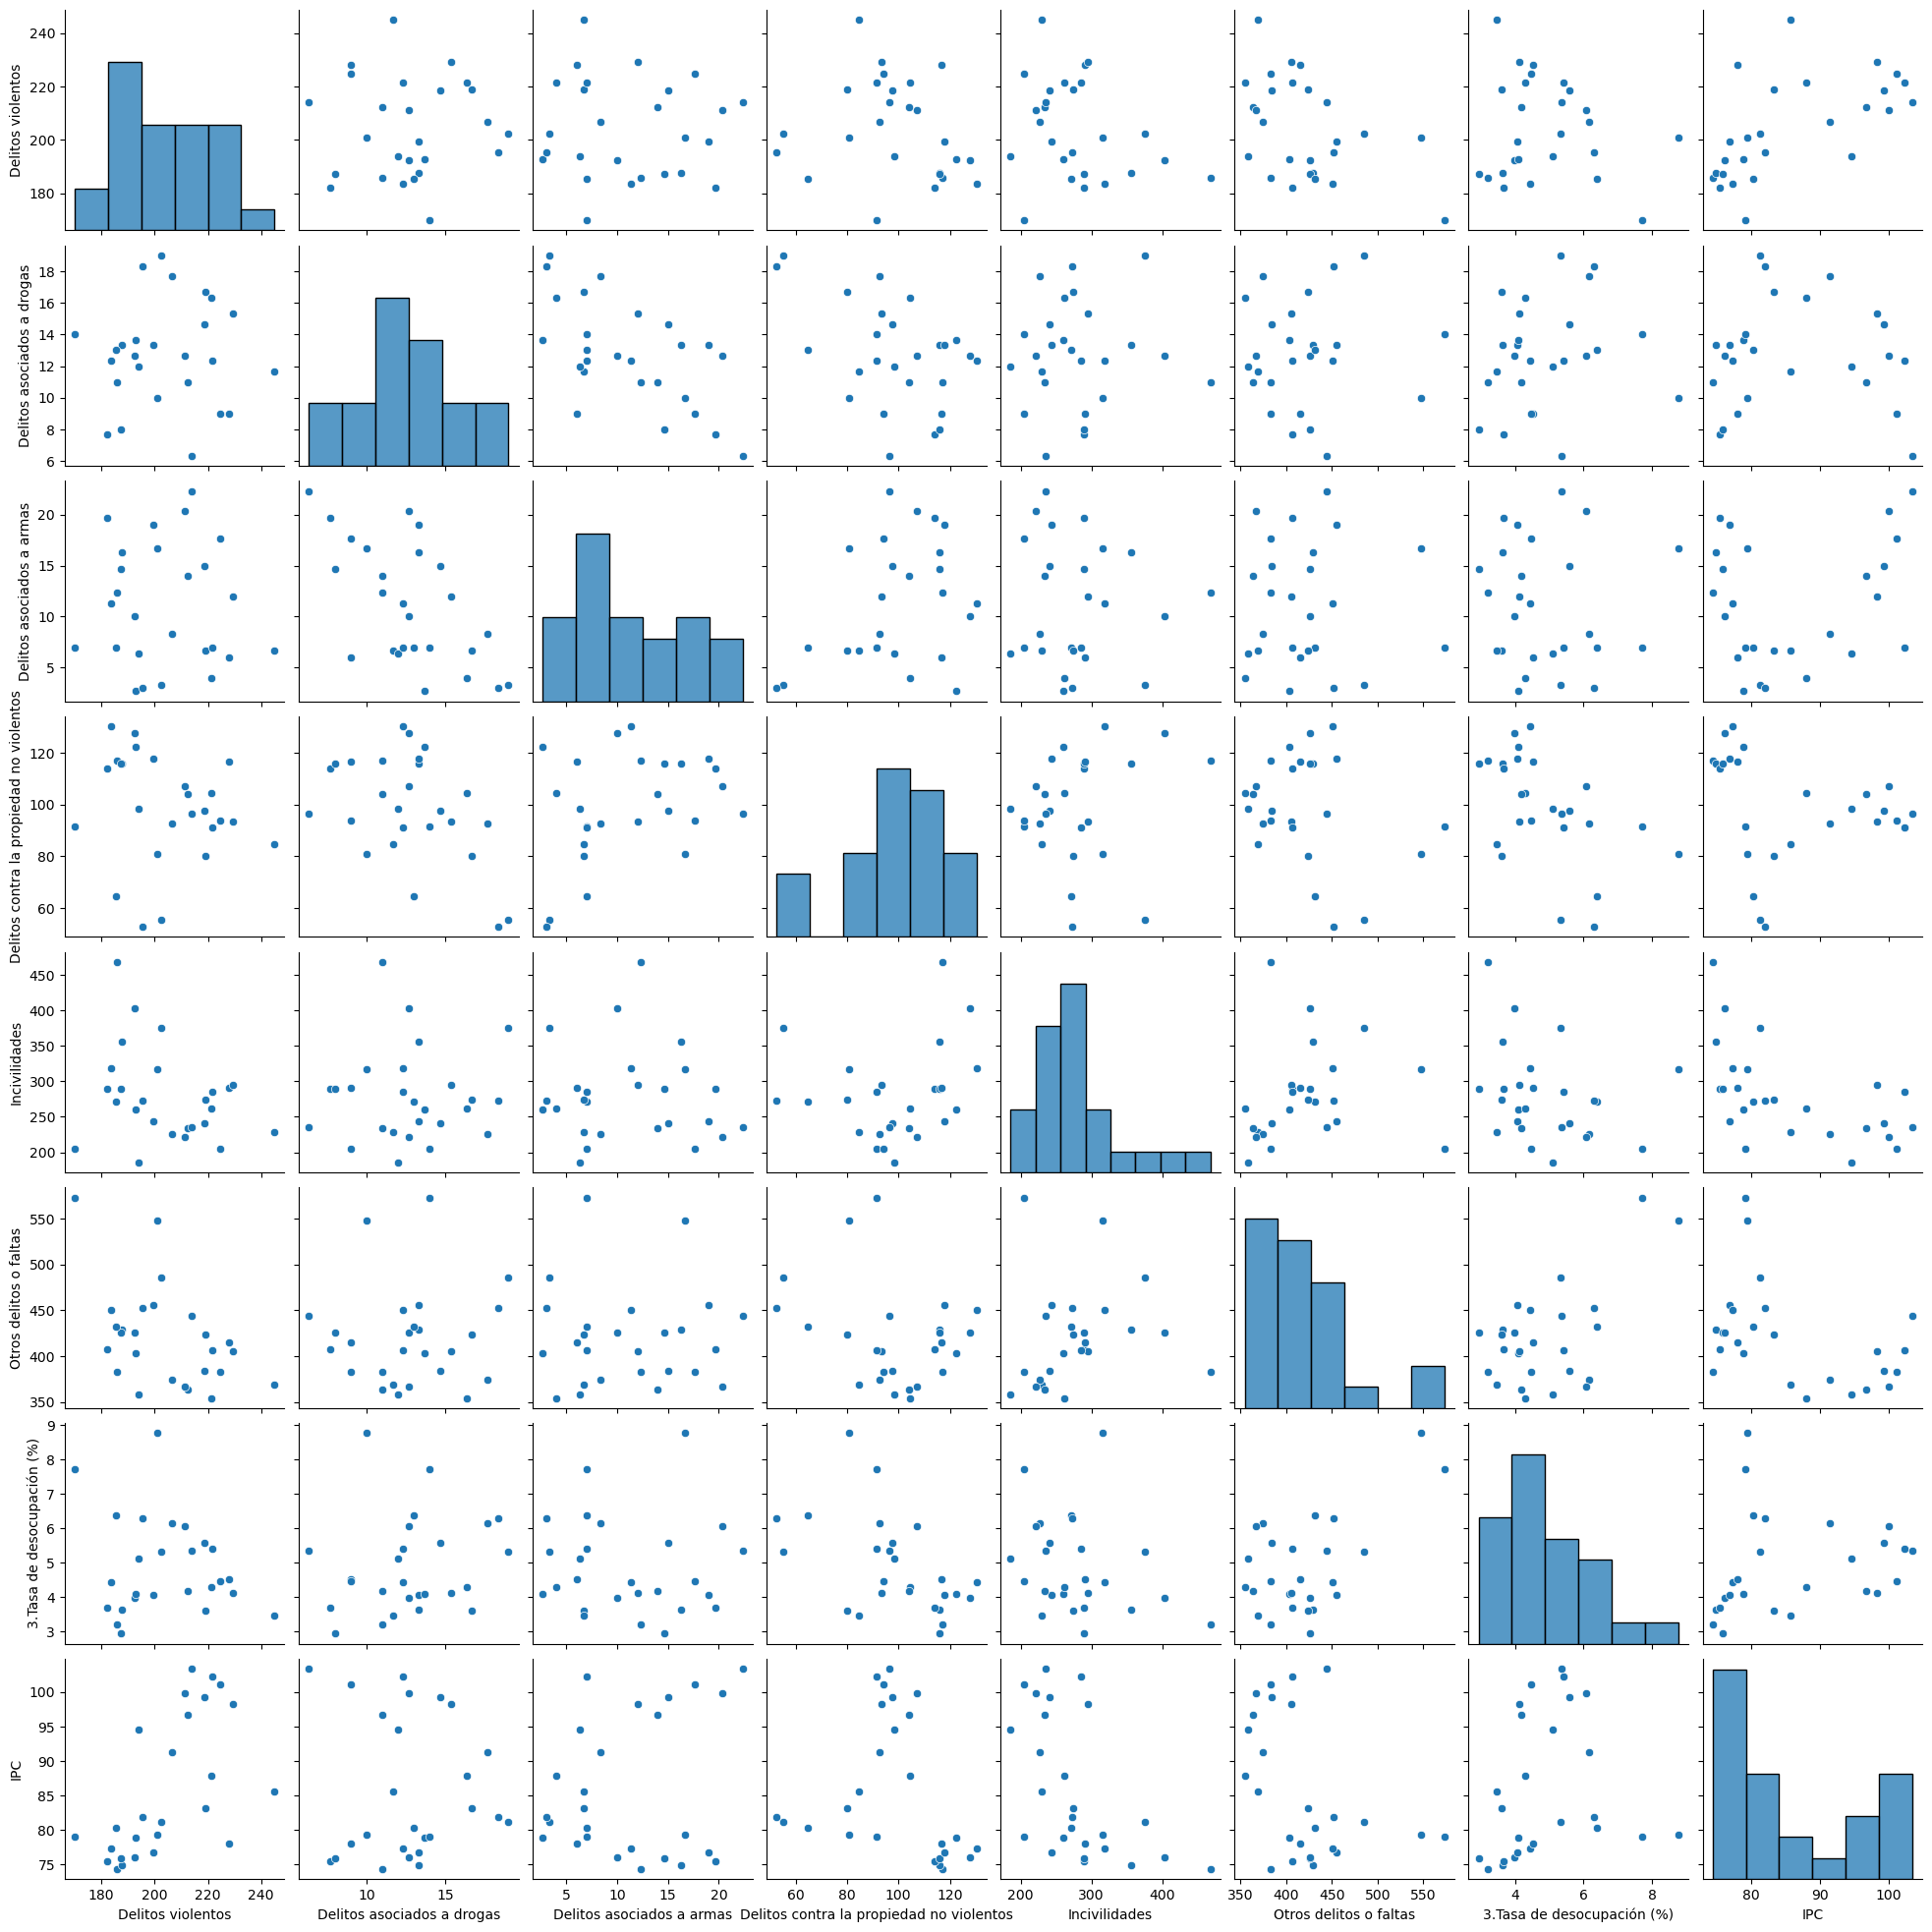 Delitos violentos
240
220
200
180
Delitos asociados a drogas
18
16
14
12
10
8
6
Delitos asociados a armas
20
15
10
5
Delitos contra la propiedad no violentos
120
100
80
60
Incivilidades
450
400
350
300
250
200
Otros delitos o faltas
550
500
450
400
350
3.Tasa de desocupación (%)
9
8
7
6
5
4
3
IPC
100
95
90
85
80
75
180 200 220 240
10 15
5 10 15 20
60 80 100 120
200 300 400
350 400 450 500 550
4 6 8
80 90 100
Delitos violentos
Delitos asociados a drogas
Delitos asociados a armas
Delitos contra la propiedad no violentos
Incivilidades
Otros delitos o faltas
3.Tasa de desocupación (%)
IPC